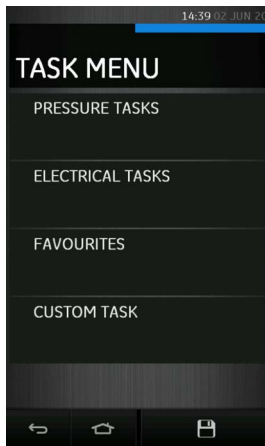 14:39 02 JUN 20
TASK MENU
PRESSURE TASKS
ELECTRICAL TASKS
FAVOURITES
CUSTOM TASK